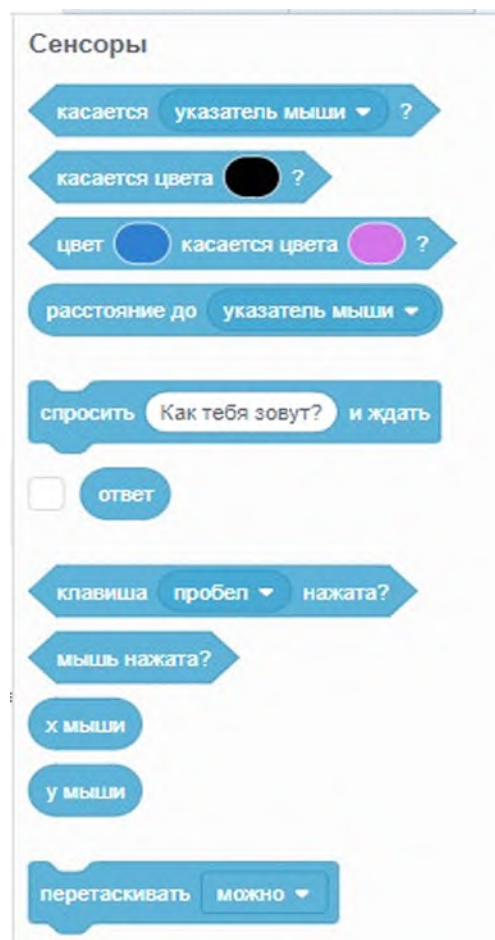 Сенсоры
касается указатель мыши ?
касается цвета ?
цвет касается цвета ?
расстояние до указатель мыши
спросить Как тебя зовут? и ждать
ответ
клавиша пробел нажата?
мышь нажата?
х мыши
у мыши
перетаскивать можно